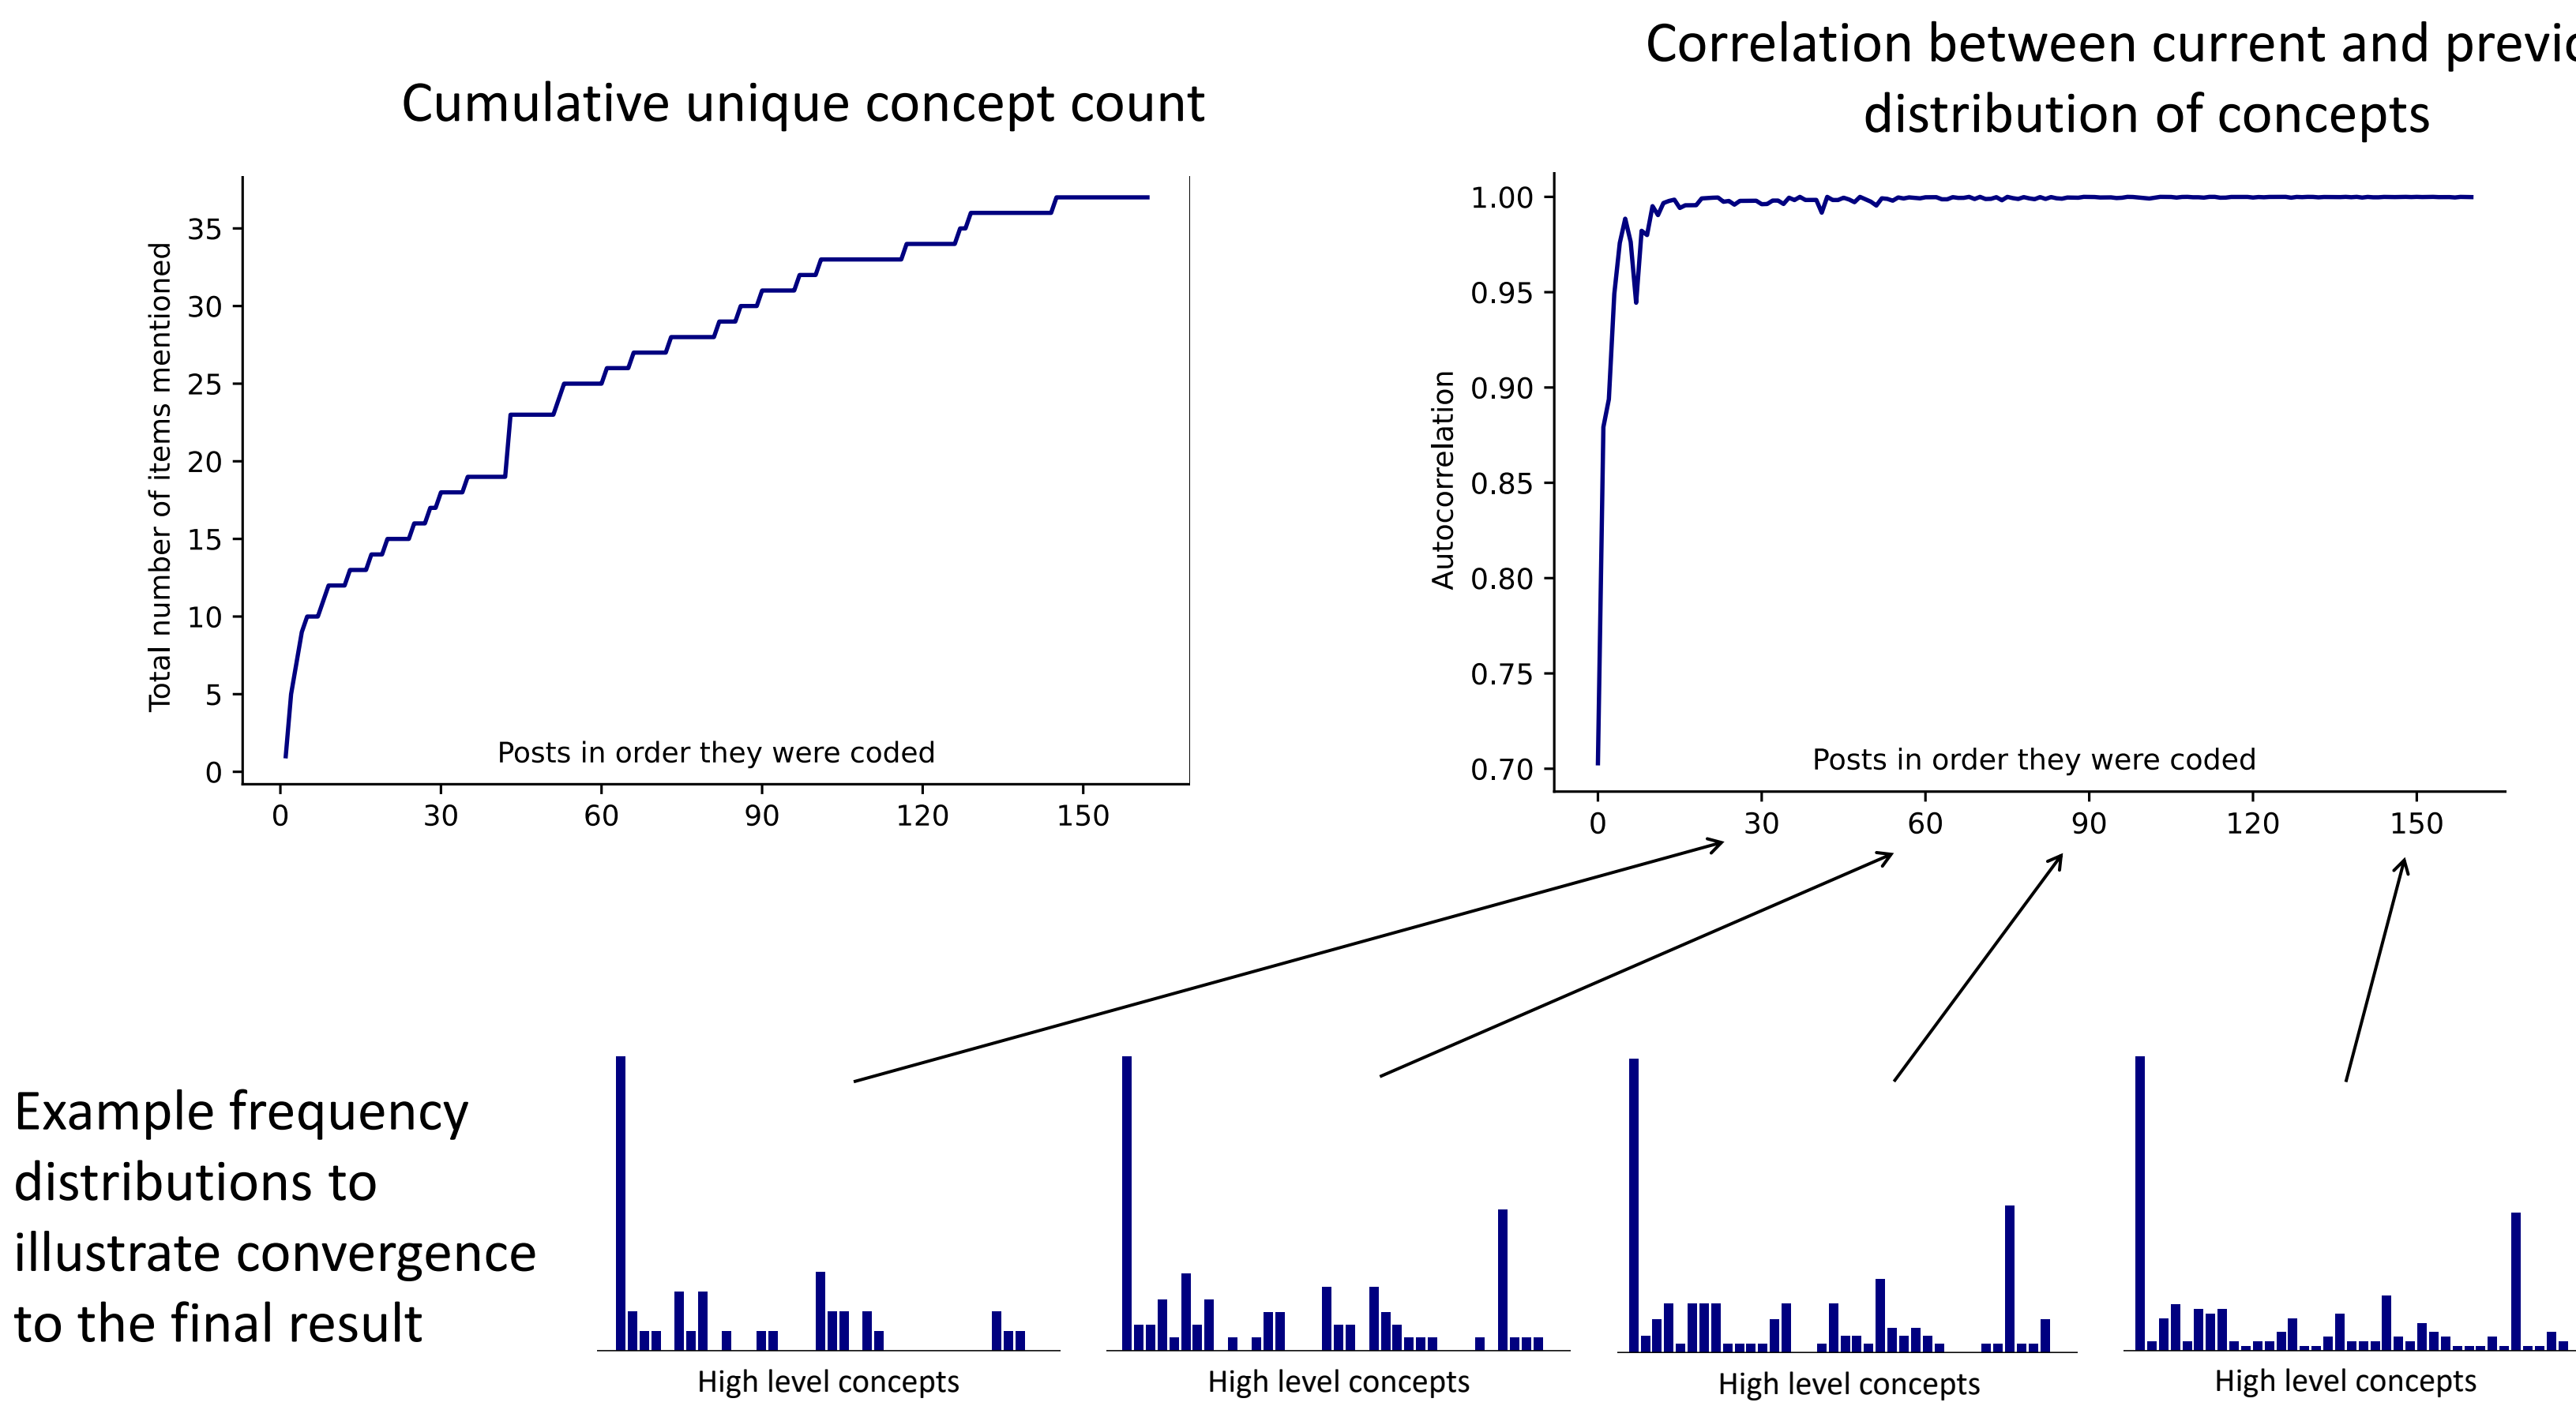 Cumulative unique concept count
Correlation between current and previo
distribution of concepts
Total number of items mentioned
35
30
25
20
15
10
5
0
Posts in order they were coded
0 30 60 90 120 150
Autocorrelation
1.00
0.95
0.90
0.85
0.80
0.75
0.70
Posts in order they were coded
0 30 60 90 120 150
Example frequency
distributions to
illustrate convergence
to the final result
High level concepts
High level concepts
High level concepts
High level concepts